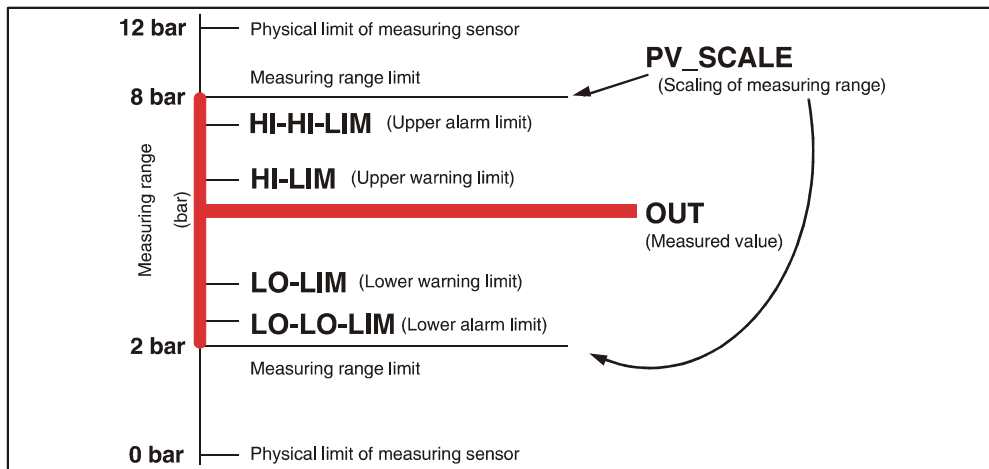 12 bar
Physical limit of measuring sensor
PV_SCALE
(Scaling of measuring range)
Measuring range limit
8 bar
HI-HI-LIM (Upper alarm limit)
HI-LIM (Upper warning limit)
Measuring range
(bar)
OUT
(Measured value)
LO-LIM (Lower warning limit)
LO-LO-LIM (Lower alarm limit)
2 bar
Measuring range limit
0 bar
Physical limit of measuring sensor